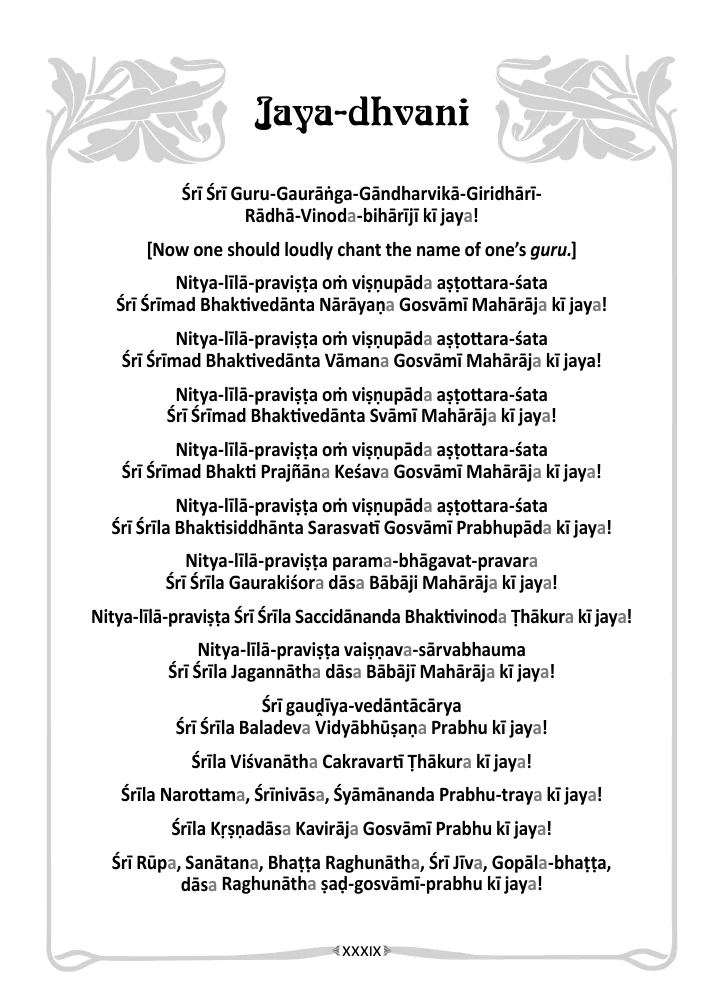 Jaya-dhvani
Śrī Śrī Guru-Gaurāṅga-Gāndharvikā-Giridhārī-
Rādhā-Vinoda-bihārījī kī jaya!
[Now one should loudly chant the name of one’s guru.]
Nitya-līlā-praviṣṭa oṁ viṣṇupāda aṣṭottara-śata
Śrī Śrīmad Bhaktivedānta Nārāyaṇa Gosvāmī Mahārāja kī jaya!
Nitya-līlā-praviṣṭa oṁ viṣṇupāda aṣṭottara-śata
Śrī Śrīmad Bhaktivedānta Vāmana Gosvāmī Mahārāja kī jaya!
Nitya-līlā-praviṣṭa oṁ viṣṇupāda aṣṭottara-śata
Śrī Śrīmad Bhaktivedānta Svāmī Mahārāja kī jaya!
Nitya-līlā-praviṣṭa oṁ viṣṇupāda aṣṭottara-śata
Śrī Śrīmad Bhakti Prajñāna Keśava Gosvāmī Mahārāja kī jaya!
Nitya-līlā-praviṣṭa oṁ viṣṇupāda aṣṭottara-śata
Śrī Śrīla Bhaktisiddhānta Sarasvatī Gosvāmī Prabhupāda kī jaya!
Nitya-līlā-praviṣṭa parama-bhāgavat-pravara
Śrī Śrīla Gaurakiśora dāsa Bābāji Mahārāja kī jaya!
Nitya-līlā-praviṣṭa Śrī Śrīla Saccidānanda Bhaktivinoda Ṭhākura kī jaya!
Nitya-līlā-praviṣṭa vaiṣṇava-sārvabhauma
Śrī Śrīla Jagannātha dāsa Bābājī Mahārāja kī jaya!
Śrī gauḍīya-vedāntācārya
Śrī Śrīla Baladeva Vidyābhūṣaṇa Prabhu kī jaya!
Śrīla Viśvanātha Cakravartī Ṭhākura kī jaya!
Śrīla Narottama, Śrīnivāsa, Śyāmānanda Prabhu-traya kī jaya!
Śrīla Kṛṣṇadāsa Kavirāja Gosvāmī Prabhu kī jaya!
Śrī Rūpa, Sanātana, Bhaṭṭa Raghunātha, Śrī Jīva, Gopāla-bhaṭṭa,
dāsa Raghunātha ṣaḍ-gosvāmī-prabhu kī jaya!
XXXIX